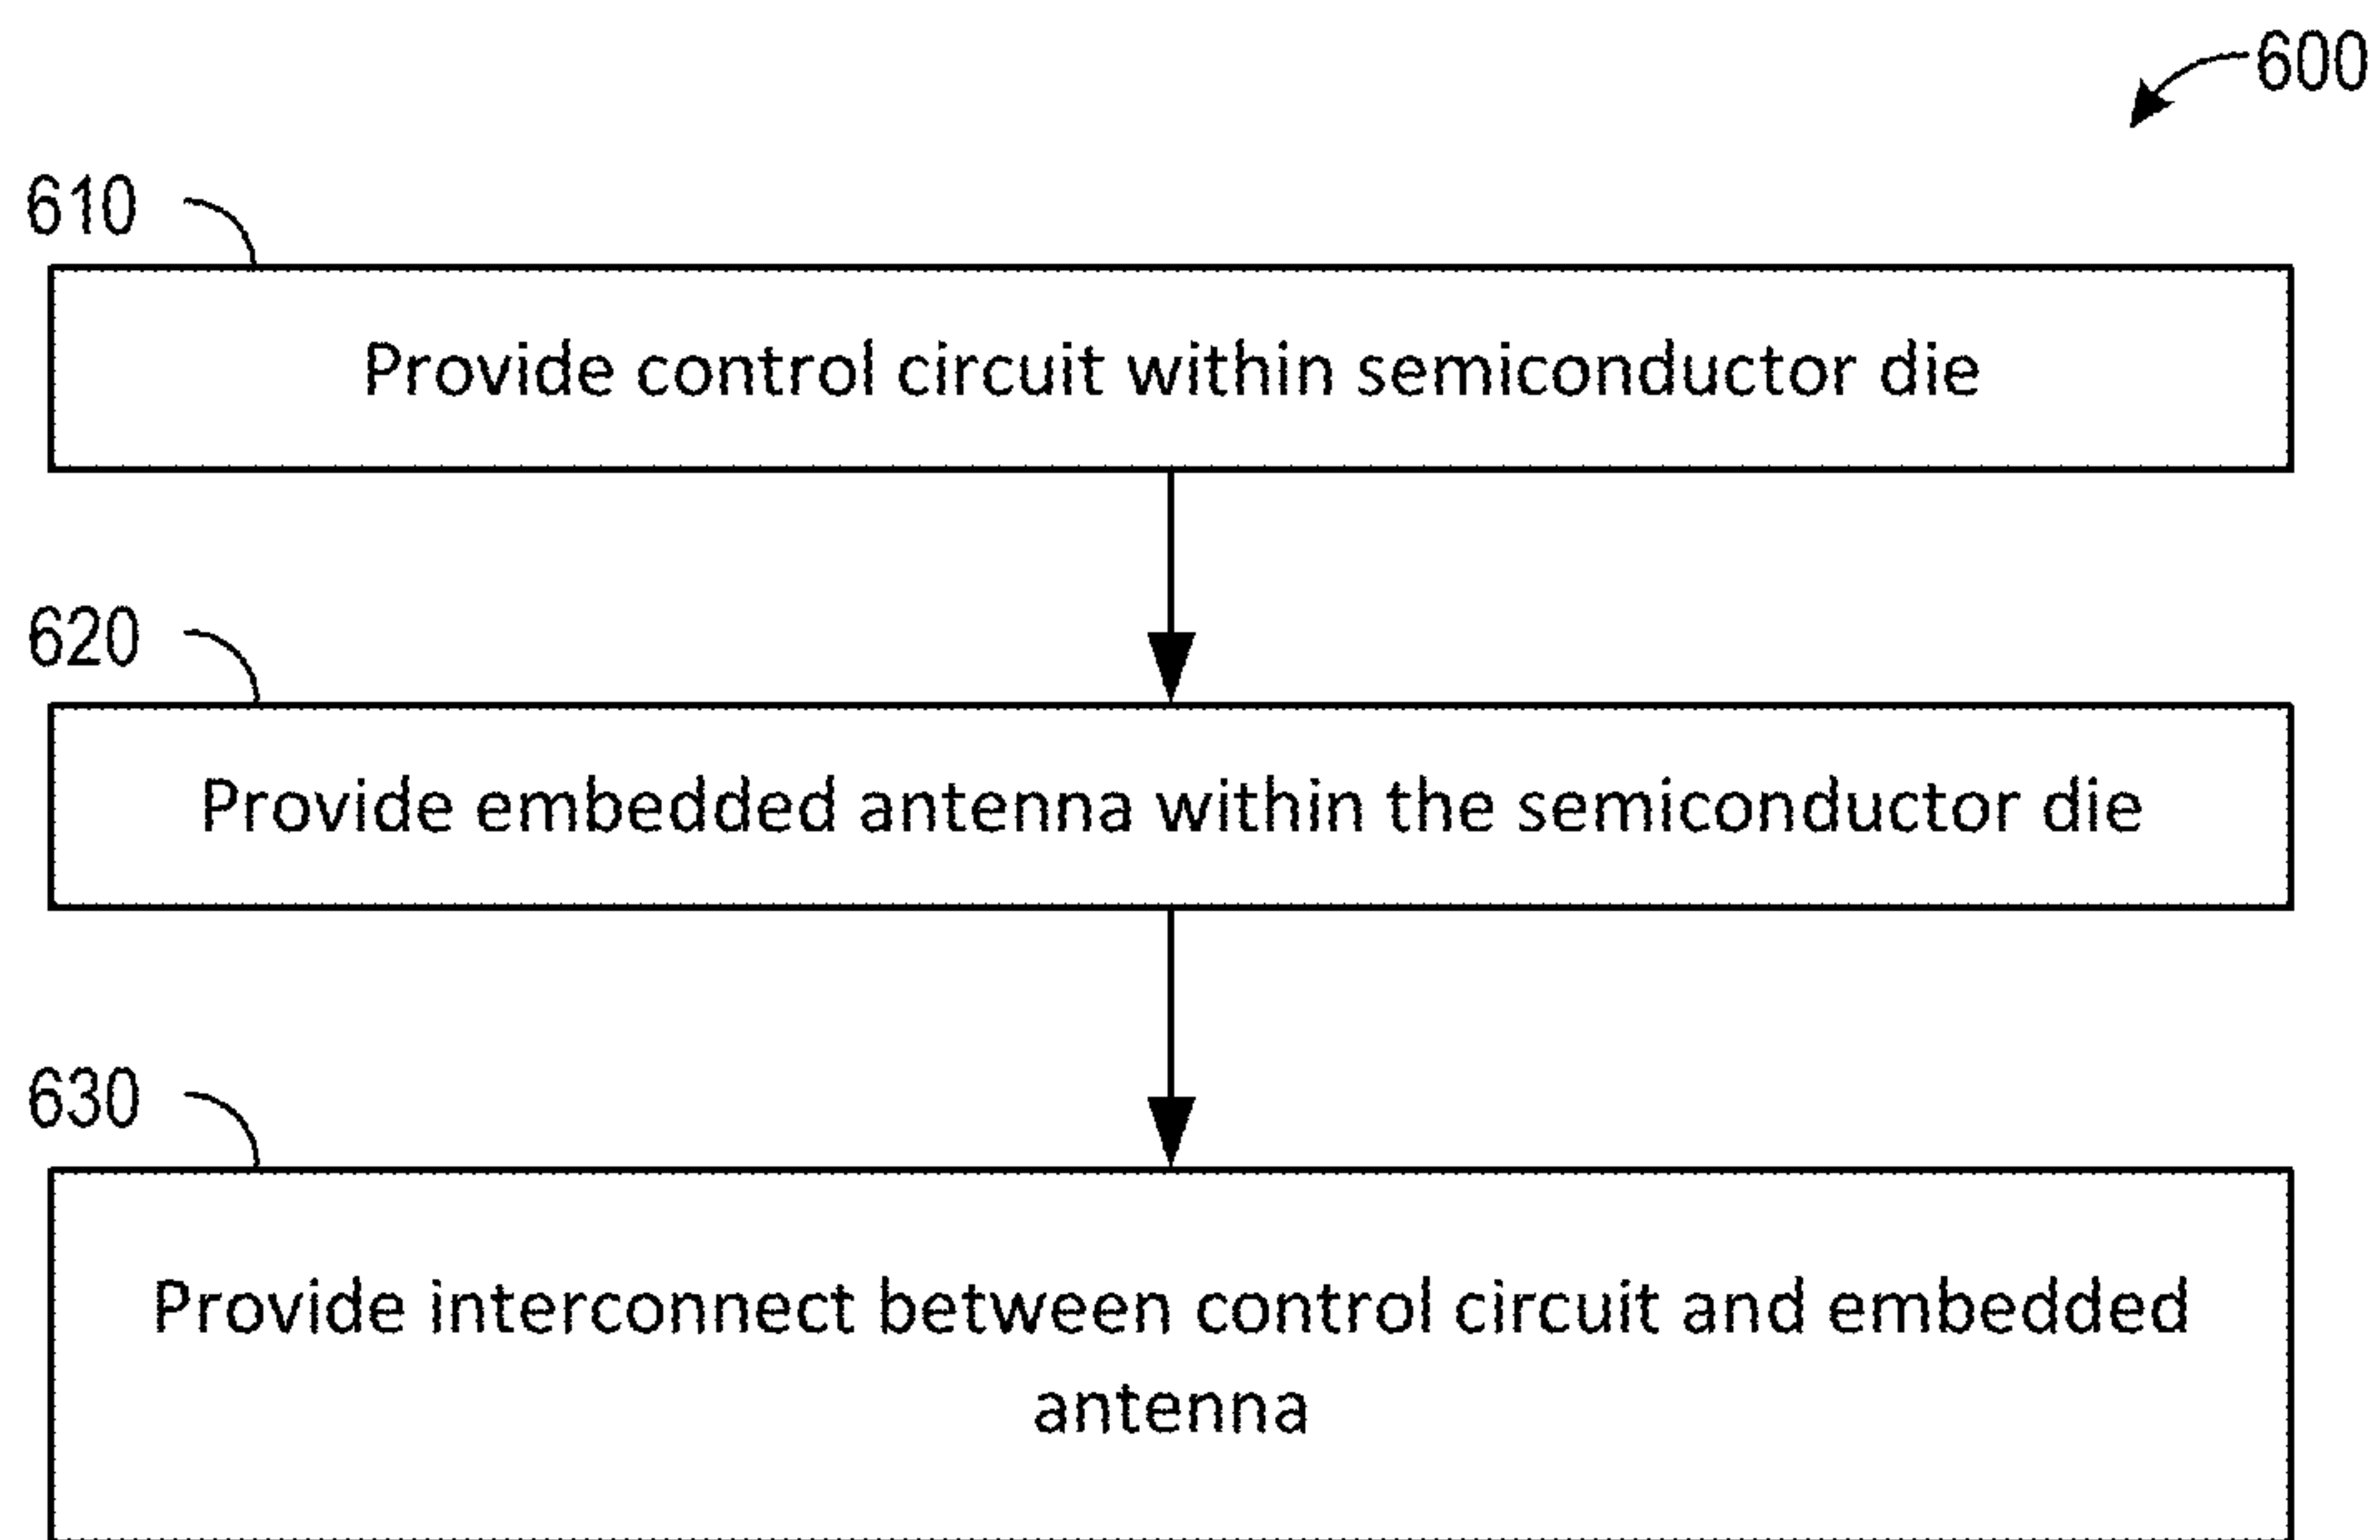 600
610
Provide control circuit within semiconductor die
620
Provide embedded antenna within the semiconductor die
630
Provide interconnect between control circuit and embedded
antenna